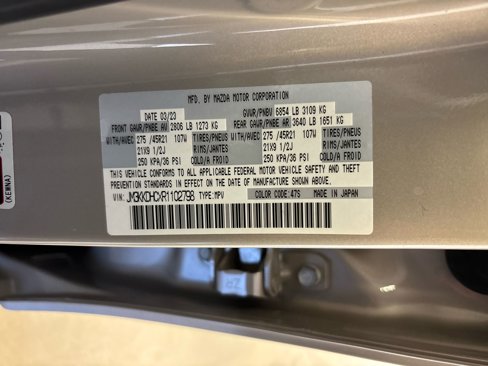 MFD. BY MAZDA MOTOR CORPORATION
DATE 03/23 GVWR/PNBV 6854 LB 3109 KG
FRONT GAWR/PNBE AV 2806 LB 1273 KG REAR GAWR/PNBE AR 3640 LB 1651 KG
WITH/AVEC 275 /45R21 107W TIRES/PNEUS WITH/AVEC 275 /45R21 107W TIRES/PNEUS
21X9 1/2J RIMS/JANTES 21X9 1/2J RIMS/JANTES
250 KPA/36 PSI COLD/A FROID 250 KPA/36 PSI COLD/A FROID
THIS VEHICLE CONFORMS TO ALL APPLICABLE FEDERAL MOTOR VEHICLE SAFETY AND THEFT
PREVENTION STANDARDS IN EFFECT ON THE DATE OF MANUFACTURE SHOWN ABOVE.
VIN: JM3KKDHCXR1102798 TYPE: MPV COLOR CODE: 47S MADE IN JAPAN
(KEWNA)